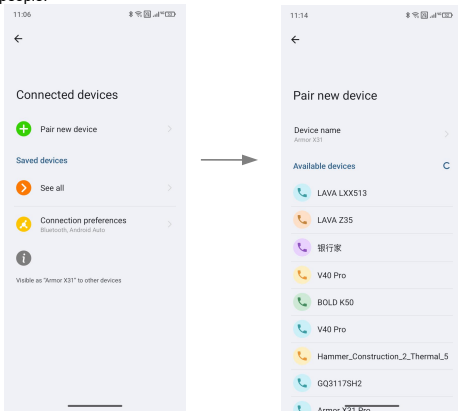 people.
11:06
Connected devices
Pair new device
Saved devices
See all
Connection preferences
Bluetooth, Android Auto
Visible as "Armor X31" to other devices
11:14
Pair new device
Device name
Armor X31
Available devices
LAVA LXX513
LAVA Z35
银行家
V40 Pro
BOLD K50
V40 Pro
Hammer_Construction_2_Thermal_5
GQ3117SH2
Armor X31 Pro